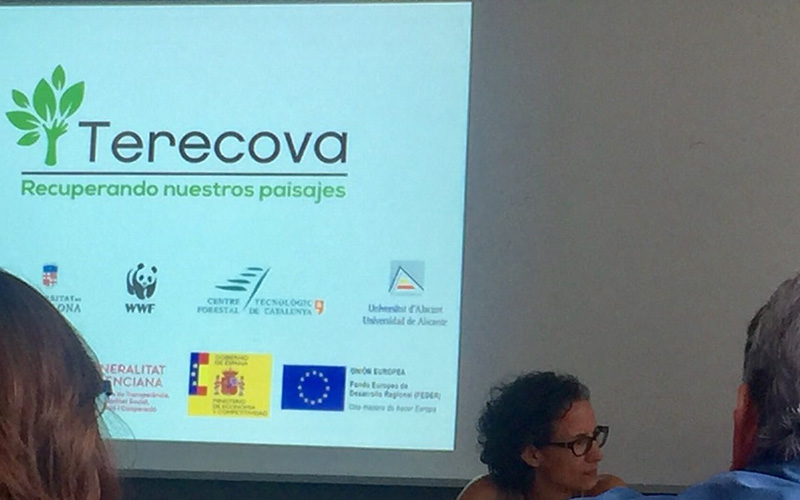 Terecova
Recuperando nuestros paisajes
WWF
CENTRE TECNOLÒGIC
FORESTAL DE CATALUNYA
Universitat d'Alacant
Universidad de Alicante
GOBIERNO
DE ESPAÑA
MINISTERIO
DE ECONOMÍA
Y COMPETITIVIDAD
UNIÓN EUROPEA
Fondo Europeo de
Desarrollo Regional (FEDER)
Una manera de hacer Europa